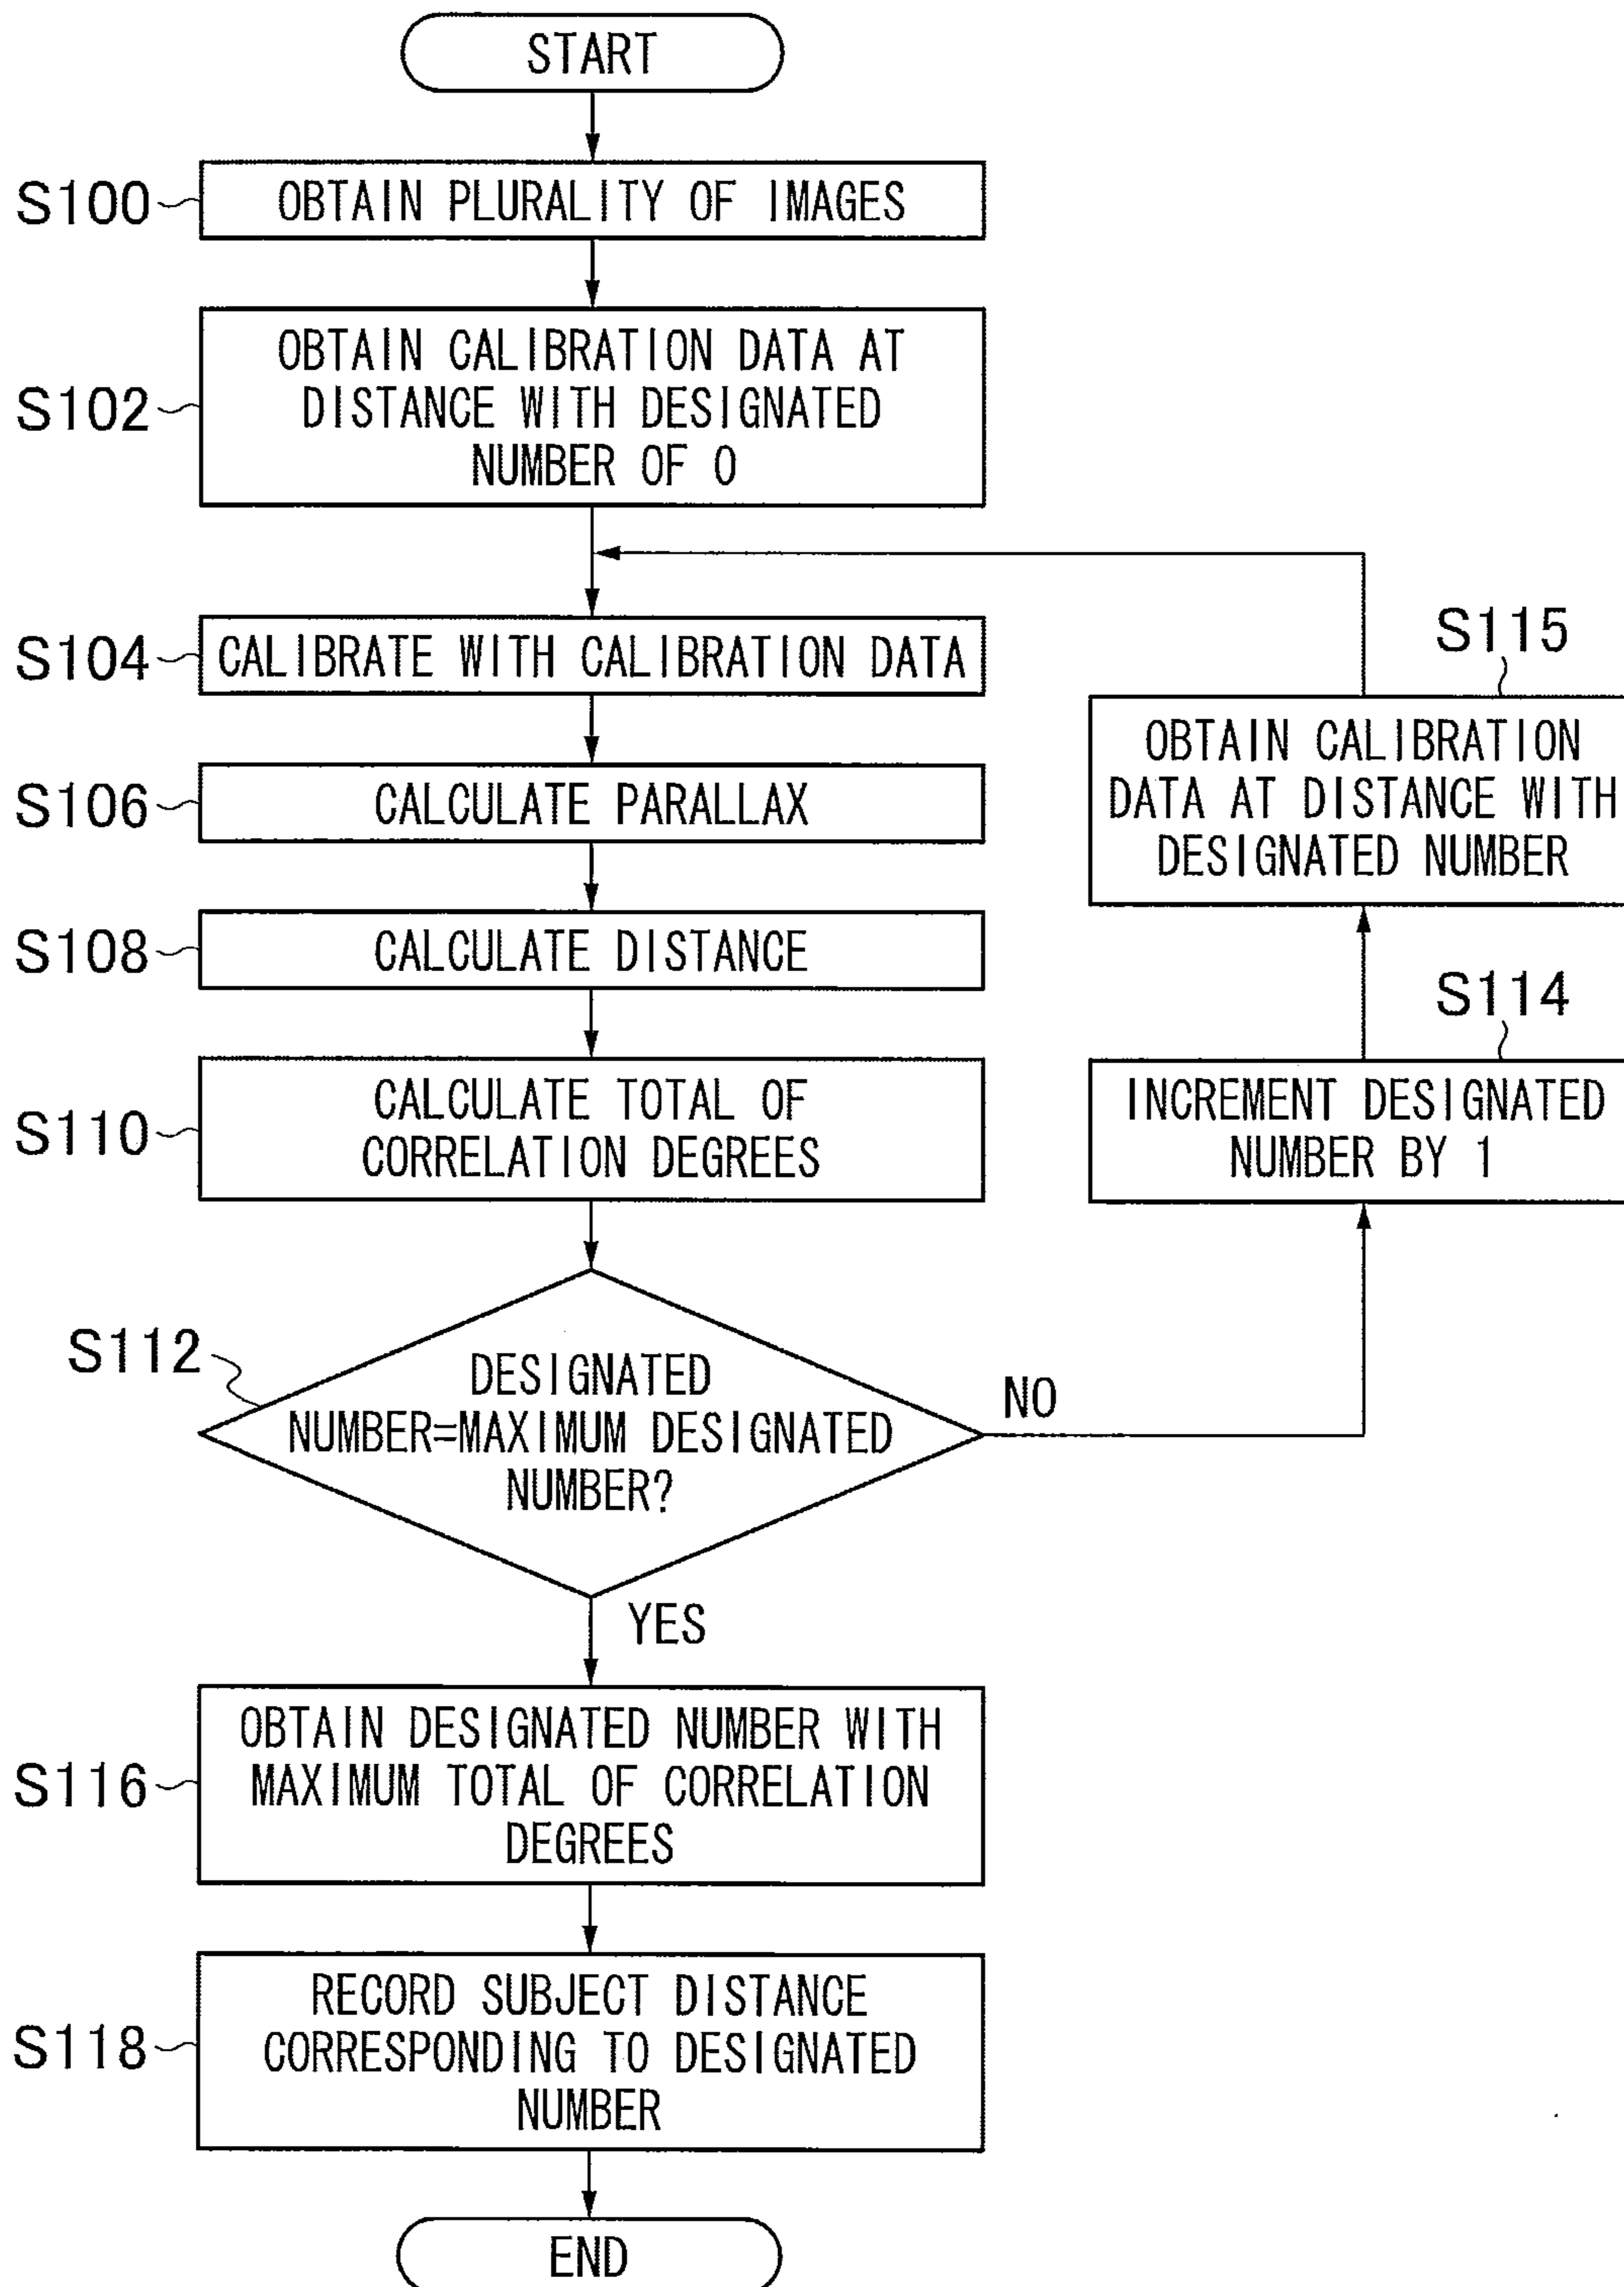 START
S100
OBTAIN PLURALITY OF IMAGES
S102
OBTAIN CALIBRATION DATA AT
DISTANCE WITH DESIGNATED
NUMBER OF 0
S104
CALIBRATE WITH CALIBRATION DATA
S106
CALCULATE PARALLAX
S108
CALCULATE DISTANCE
S110
CALCULATE TOTAL OF
CORRELATION DEGREES
S112
DESIGNATED
NUMBER=MAXIMUM DESIGNATED
NUMBER?
NO
S114
INCREMENT DESIGNATED
NUMBER BY 1
S115
OBTAIN CALIBRATION
DATA AT DISTANCE WITH
DESIGNATED NUMBER
YES
S116
OBTAIN DESIGNATED NUMBER WITH
MAXIMUM TOTAL OF CORRELATION
DEGREES
S118
RECORD SUBJECT DISTANCE
CORRESPONDING TO DESIGNATED
NUMBER
END